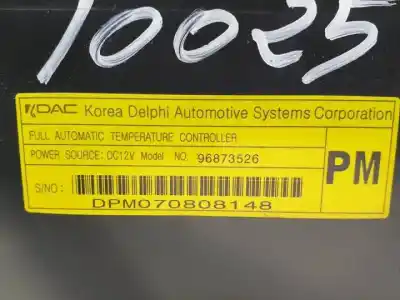 10025
KDAC Korea Delphi Automotive Systems Corporation
FULL AUTOMATIC TEMPERATURE CONTROLLER
POWER SOURCE: DC12V Model NO. 96873526
PM
S/NO :
DPM070808148